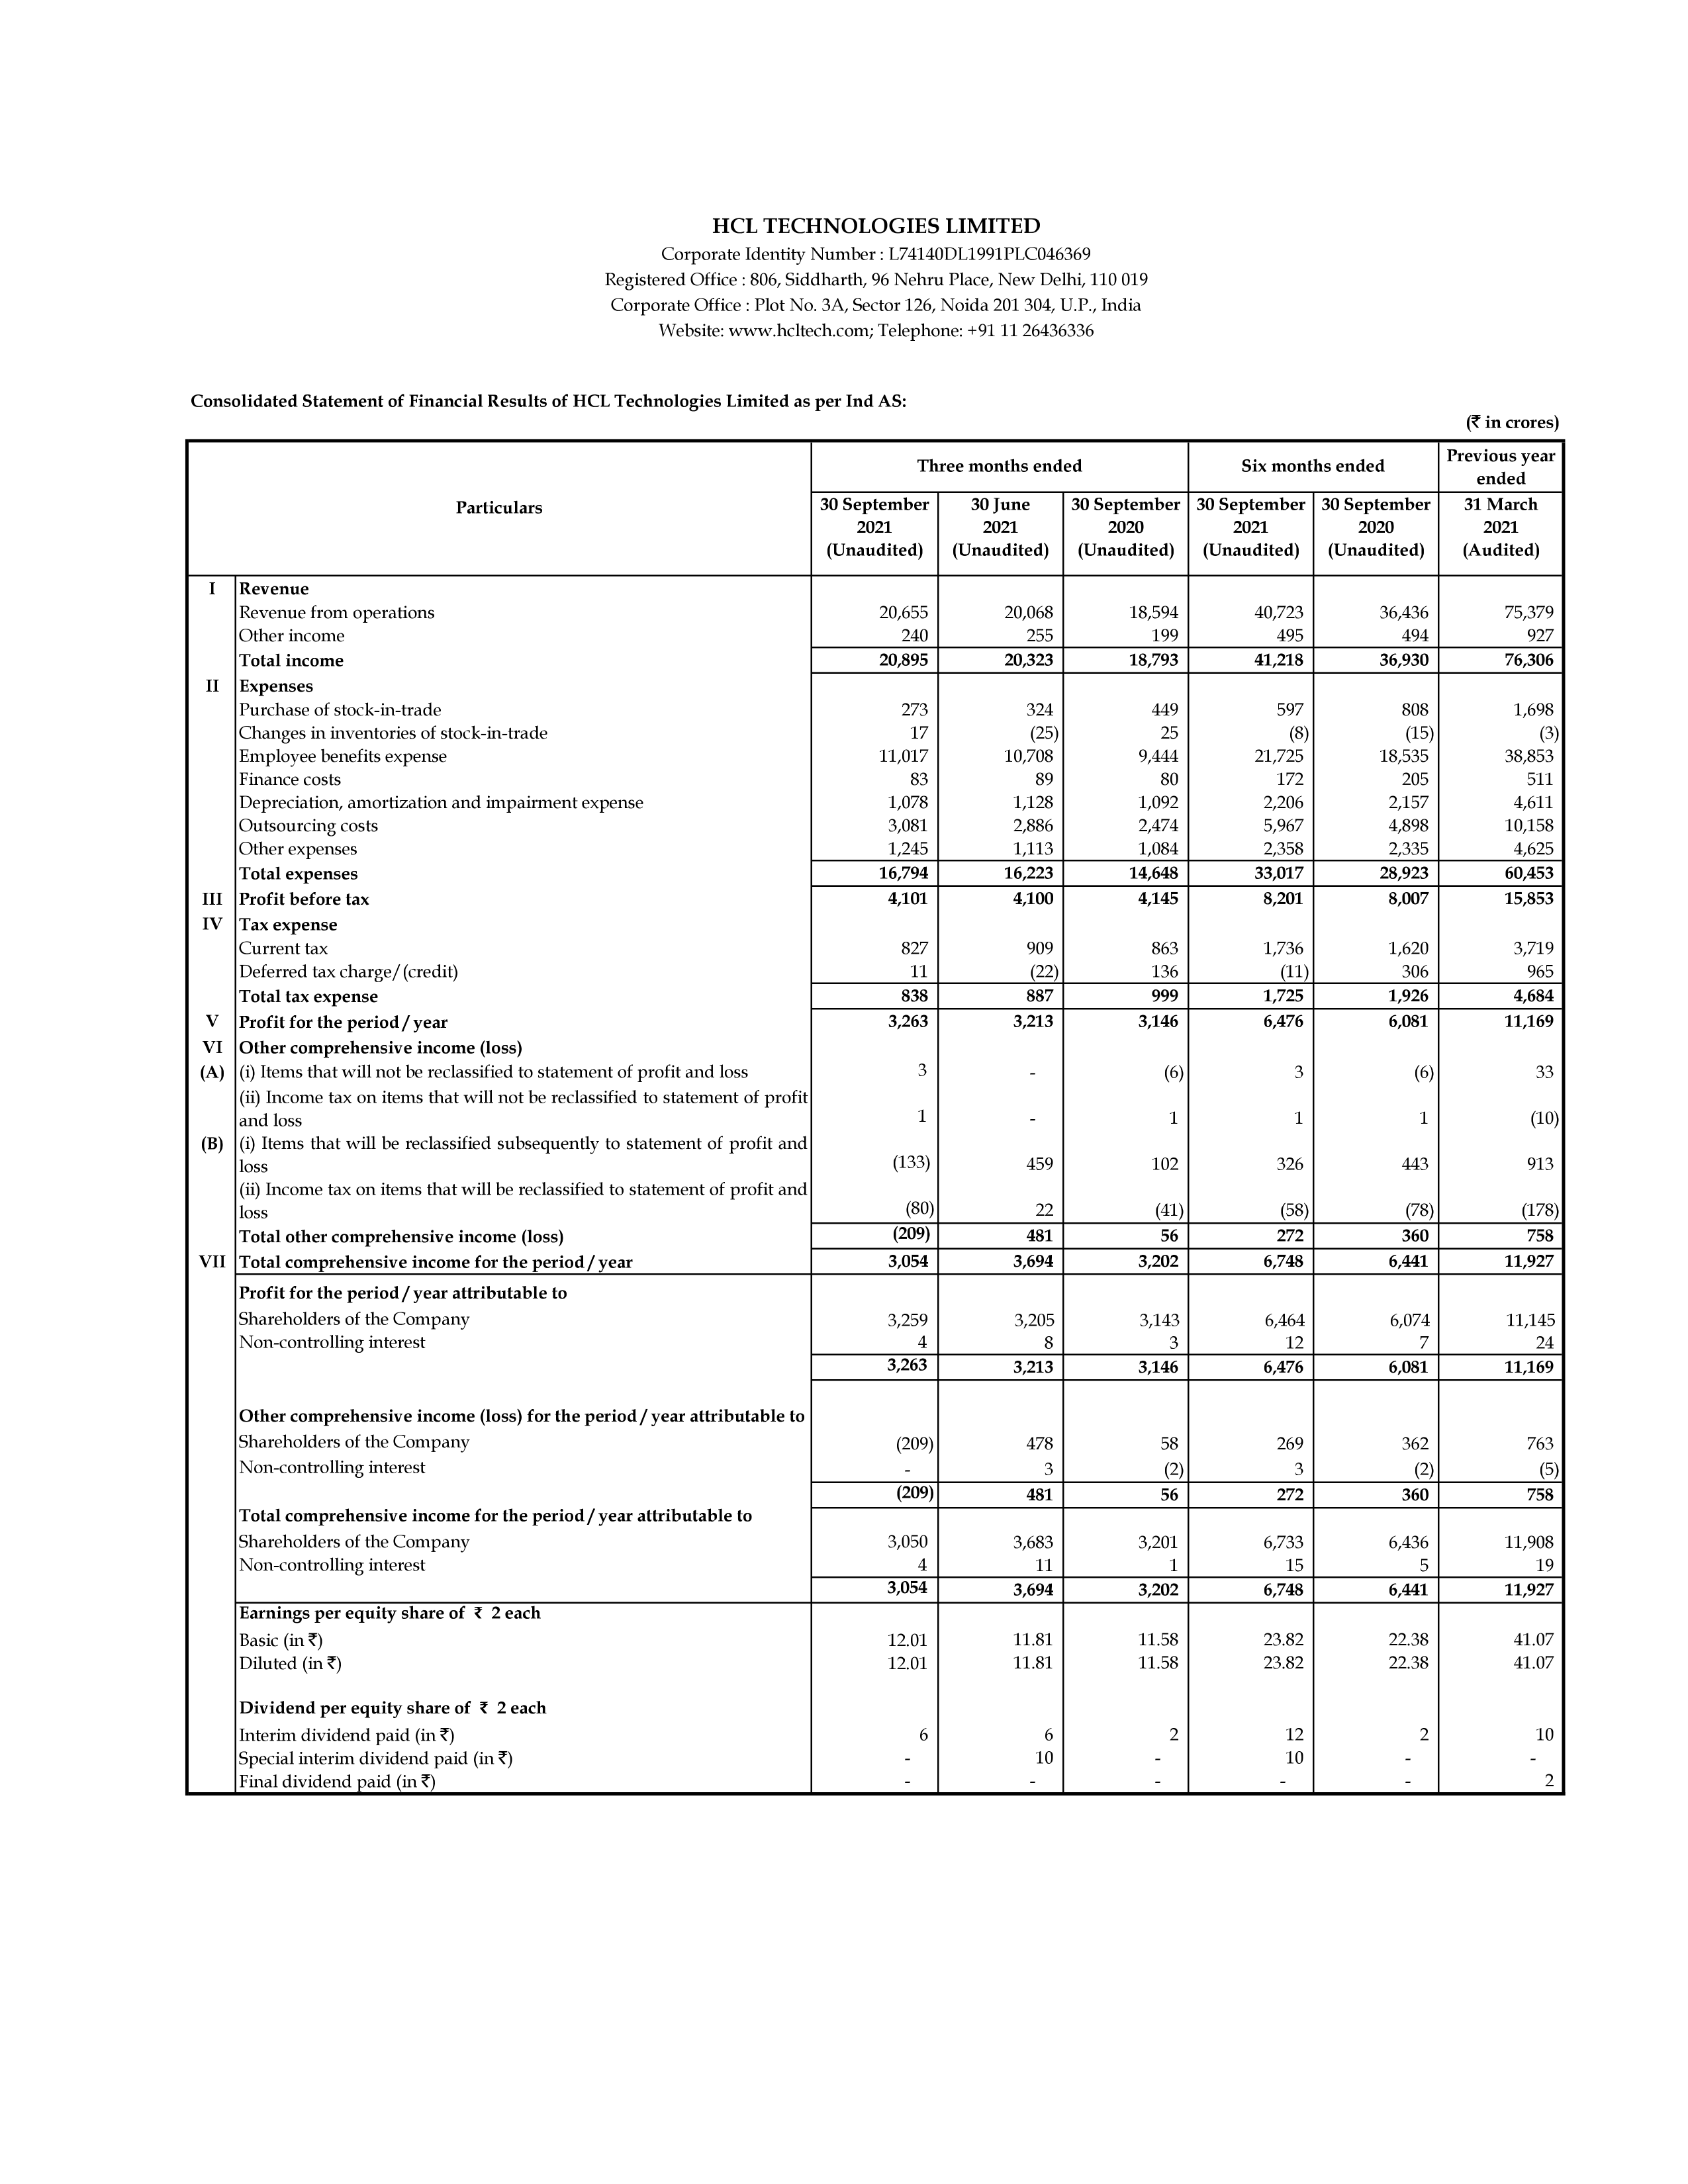 HCL TECHNOLOGIES LIMITED
Corporate Identity Number : L74140DL1991PLC046369
Registered Office : 806, Siddharth, 96 Nehru Place, New Delhi, 110 019
Corporate Office : Plot No. 3A, Sector 126, Noida 201 304, U.P., India
Website: www.hcltech.com; Telephone: +91 11 26436336
Consolidated Statement of Financial Results of HCL Technologies Limited as per Ind AS:
(₹ in crores)
Particulars
Three months ended Six months ended Previous year ended
30 September 2021 (Unaudited) 30 June 2021 (Unaudited) 30 September 2020 (Unaudited) 30 September 2021 (Unaudited) 30 September 2020 (Unaudited) 31 March 2021 (Audited)
I Revenue
Revenue from operations 20,655 20,068 18,594 40,723 36,436 75,379
Other income 240 255 199 495 494 927
Total income 20,895 20,323 18,793 41,218 36,930 76,306
II Expenses
Purchase of stock-in-trade 273 324 449 597 808 1,698
Changes in inventories of stock-in-trade 17 (25) 25 (8) (15) (3)
Employee benefits expense 11,017 10,708 9,444 21,725 18,535 38,853
Finance costs 83 89 80 172 205 511
Depreciation, amortization and impairment expense 1,078 1,128 1,092 2,206 2,157 4,611
Outsourcing costs 3,081 2,886 2,474 5,967 4,898 10,158
Other expenses 1,245 1,113 1,084 2,358 2,335 4,625
Total expenses 16,794 16,223 14,648 33,017 28,923 60,453
III Profit before tax 4,101 4,100 4,145 8,201 8,007 15,853
IV Tax expense
Current tax 827 909 863 1,736 1,620 3,719
Deferred tax charge/(credit) 11 (22) 136 (11) 306 965
Total tax expense 838 887 999 1,725 1,926 4,684
V Profit for the period / year 3,263 3,213 3,146 6,476 6,081 11,169
VI Other comprehensive income (loss)
(A) (i) Items that will not be reclassified to statement of profit and loss 3 - (6) 3 (6) 33
(ii) Income tax on items that will not be reclassified to statement of profit
and loss 1 - 1 1 1 (10)
(B) (i) Items that will be reclassified subsequently to statement of profit and
loss (133) 459 102 326 443 913
(ii) Income tax on items that will be reclassified to statement of profit and
loss (80) 22 (41) (58) (78) (178)
Total other comprehensive income (loss) (209) 481 56 272 360 758
VII Total comprehensive income for the period / year 3,054 3,694 3,202 6,748 6,441 11,927
Profit for the period / year attributable to
Shareholders of the Company 3,259 3,205 3,143 6,464 6,074 11,145
Non-controlling interest 4 8 3 12 7 24
3,263 3,213 3,146 6,476 6,081 11,169
Other comprehensive income (loss) for the period / year attributable to
Shareholders of the Company (209) 478 58 269 362 763
Non-controlling interest - 3 (2) 3 (2) (5)
(209) 481 56 272 360 758
Total comprehensive income for the period / year attributable to
Shareholders of the Company 3,050 3,683 3,201 6,733 6,436 11,908
Non-controlling interest 4 11 1 15 5 19
3,054 3,694 3,202 6,748 6,441 11,927
Earnings per equity share of ₹ 2 each
Basic (in ₹) 12.01 11.81 11.58 23.82 22.38 41.07
Diluted (in ₹) 12.01 11.81 11.58 23.82 22.38 41.07
Dividend per equity share of ₹ 2 each
Interim dividend paid (in ₹) 6 6 2 12 2 10
Special interim dividend paid (in ₹) - 10 - 10 - -
Final dividend paid (in ₹) - - - - - 2